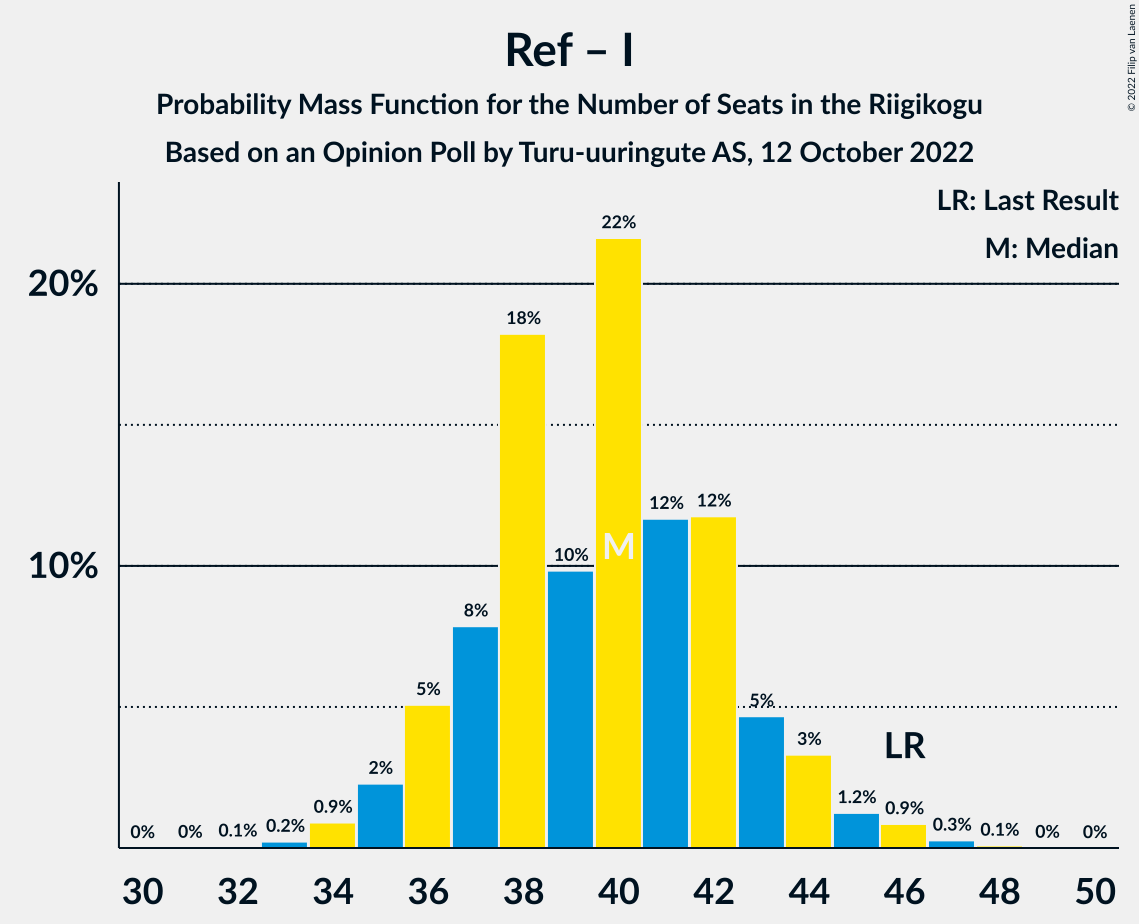 © 2022 Filip van Laenen
Ref – I
Probability Mass Function for the Number of Seats in the Riigikogu
Based on an Opinion Poll by Turu-uuringute AS, 12 October 2022
LR: Last Result
M: Median
20%
10%
0%
0%
0.1%
0.2%
0.9%
2%
5%
8%
18%
10%
22%
12%
12%
5%
3%
1.2%
0.9%
0.3%
0.1%
0%
0%
M
LR
30 32 34 36 38 40 42 44 46 48 50